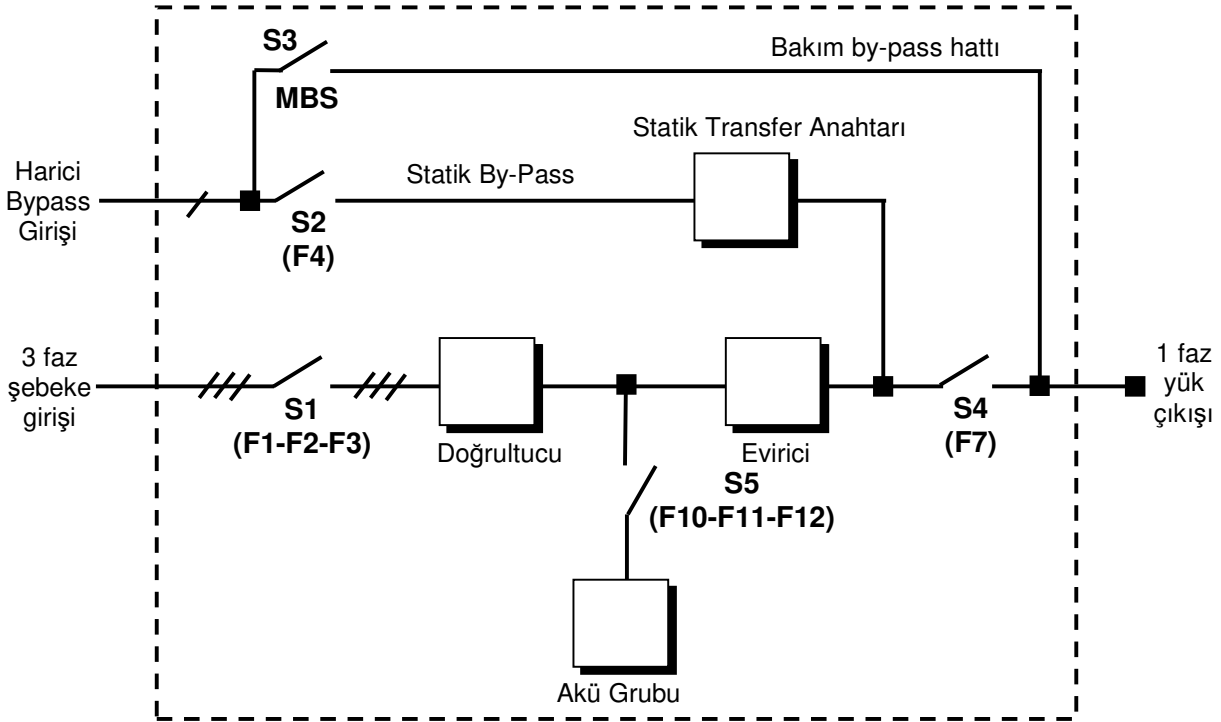 S3
MBS
Bakım by-pass hattı
Statik Transfer Anahtarı
Harici
Bypass
Girişi
Statik By-Pass
S2
(F4)
3 faz
şebeke
girişi
S1
(F1-F2-F3)
Doğrultucu
Evirici
S4
(F7)
1 faz
yük
çıkışı
S5
(F10-F11-F12)
Akü Grubu